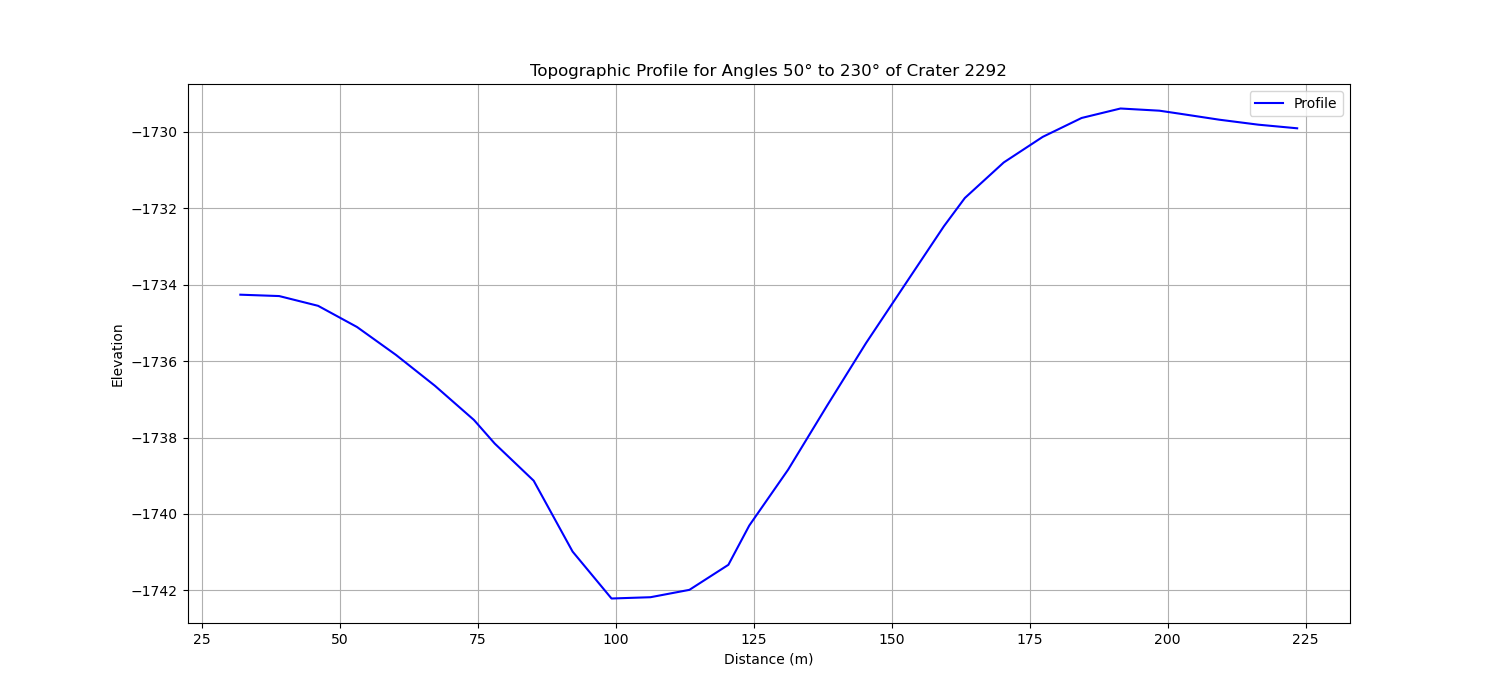 Topographic Profile for Angles 50° to 230° of Crater 2292
Profile
−1730
−1732
−1734
−1736
−1738
−1740
−1742
Elevation
25 50 75 100 125 150 175 200 225
Distance (m)